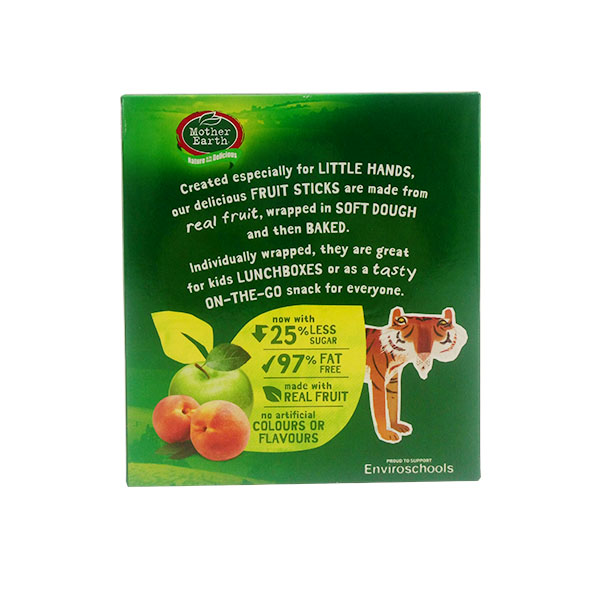 Mother
Earth
Nature Made Delicious
Created especially for LITTLE HANDS,
our delicious FRUIT STICKS are made from
real fruit, wrapped in SOFT DOUGH
and then BAKED.
Individually wrapped, they are great
for kids LUNCHBOXES or as a tasty
ON-THE-GO snack for everyone.
now with
25% LESS
SUGAR
97% FAT
FREE
made with
REAL FRUIT
no artificial
COLOURS OR
FLAVOURS
PROUD TO SUPPORT
Enviroschools